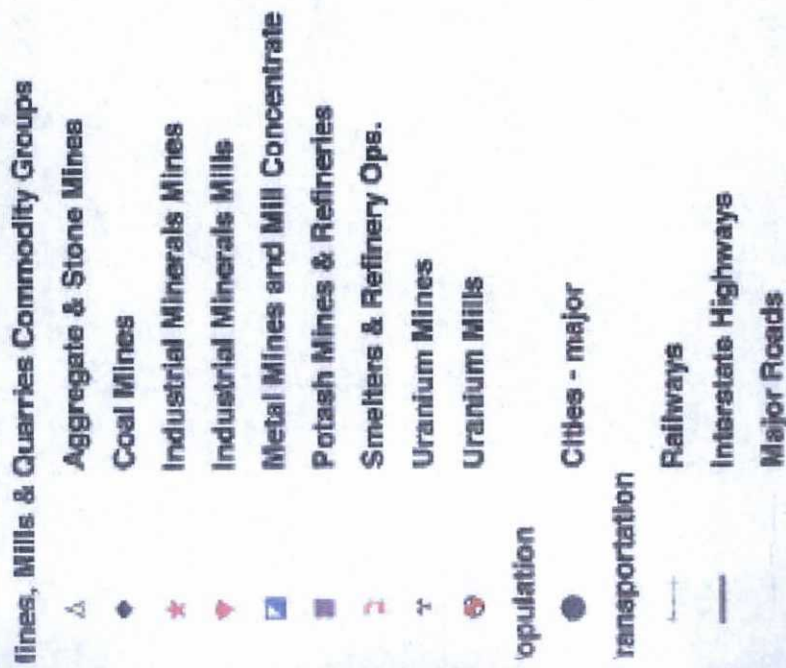 lines, Mills & Quarries Commodity Groups
Aggregate & Stone Mines
Coal Mines
Industrial Minerals Mines
Industrial Minerals Mills
Metal Mines and Mill Concentrate
Potash Mines & Refineries
Smelters & Refinery Ops.
Uranium Mines
Uranium Mills
opulation
Cities - major
ransportation
Railways
Interstate Highways
Major Roads